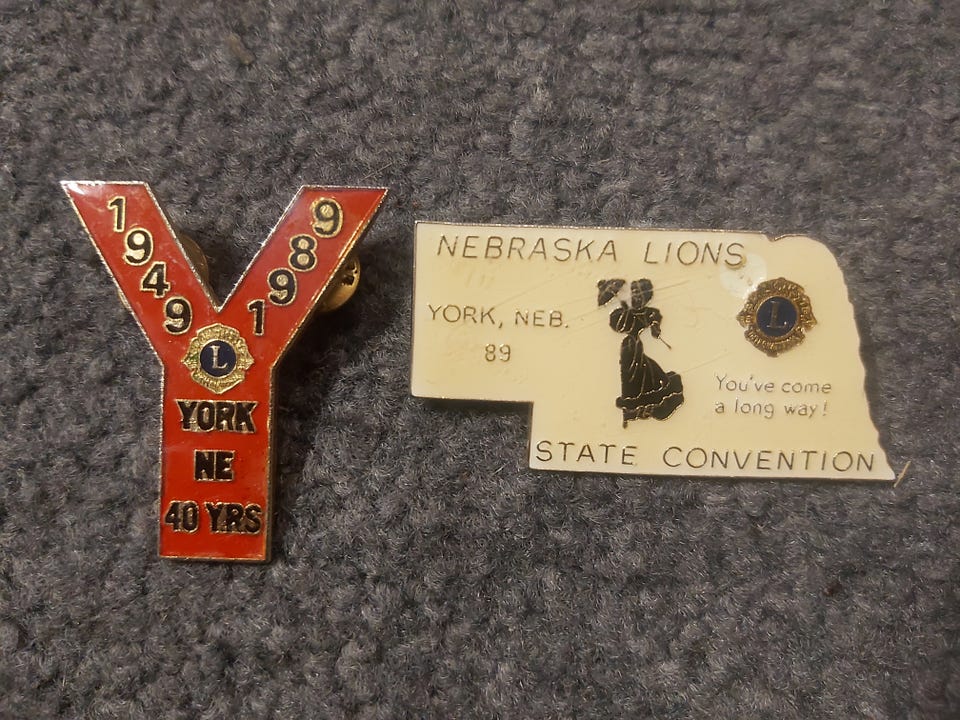 1949
1989
L
YORK
NE
40 YRS
NEBRASKA LIONS
YORK, NEB.
89
L
You've come
a long way!
STATE CONVENTION